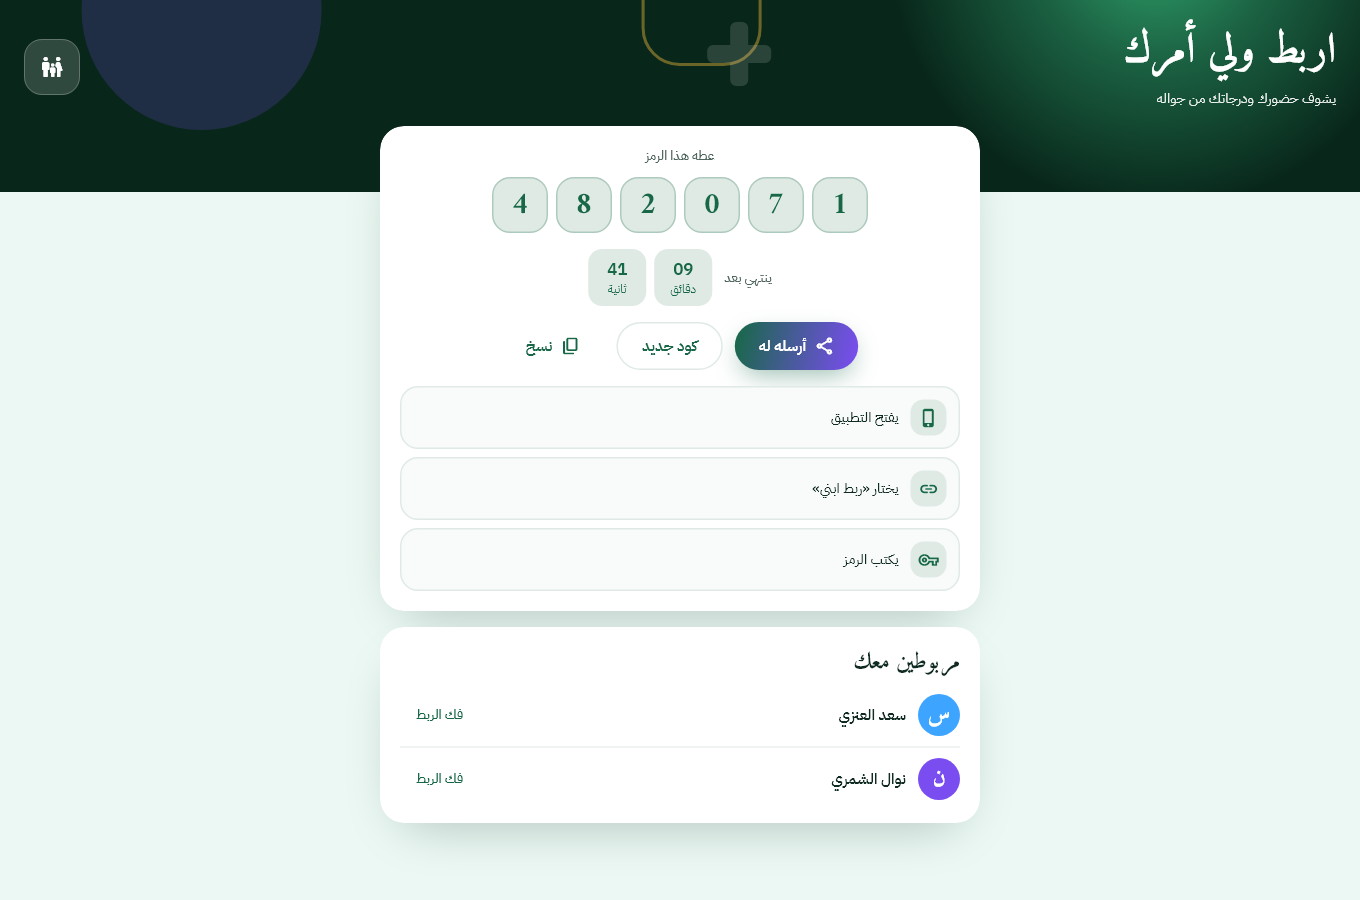 اربط ولي أمرك
يشوف حضورك ودرجاتك من جواله
عطه هذا الرمز
4 8 2 0 7 1
ينتهي بعد
09 دقائق
41 ثانية
أرسله له
كود جديد
نسخ
يفتح التطبيق
يختار «ربط ابني»
يكتب الرمز
مربوطين معك
س سعد العنزي فك الربط
ن نوال الشمري فك الربط